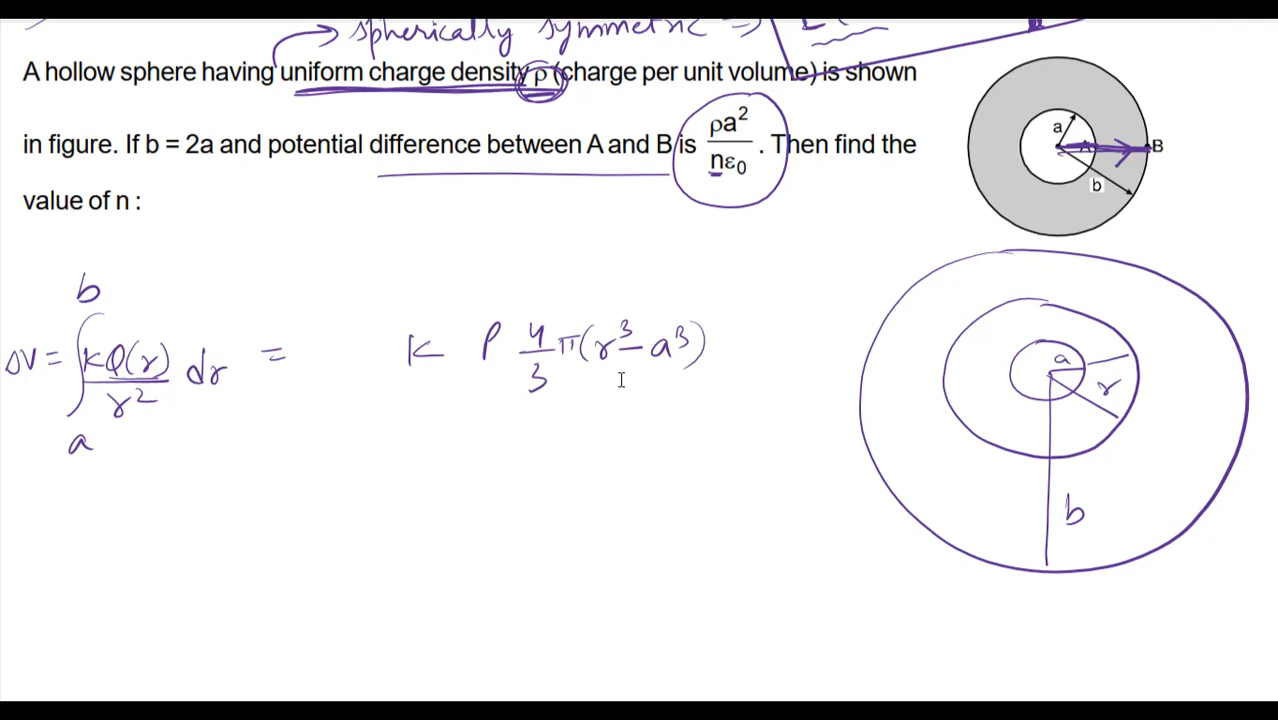 → spherically symmetric ⇒
A hollow sphere having uniform charge density ρ (charge per unit volume) is shown
in figure. If b = 2a and potential difference between A and B is ρa²/nε₀. Then find the
value of n :
a
A
B
b
ΔV = ∫ₐᵇ kQ(r)/r² dr = K ρ 4/3 π(r³ - a³)
a
r
b